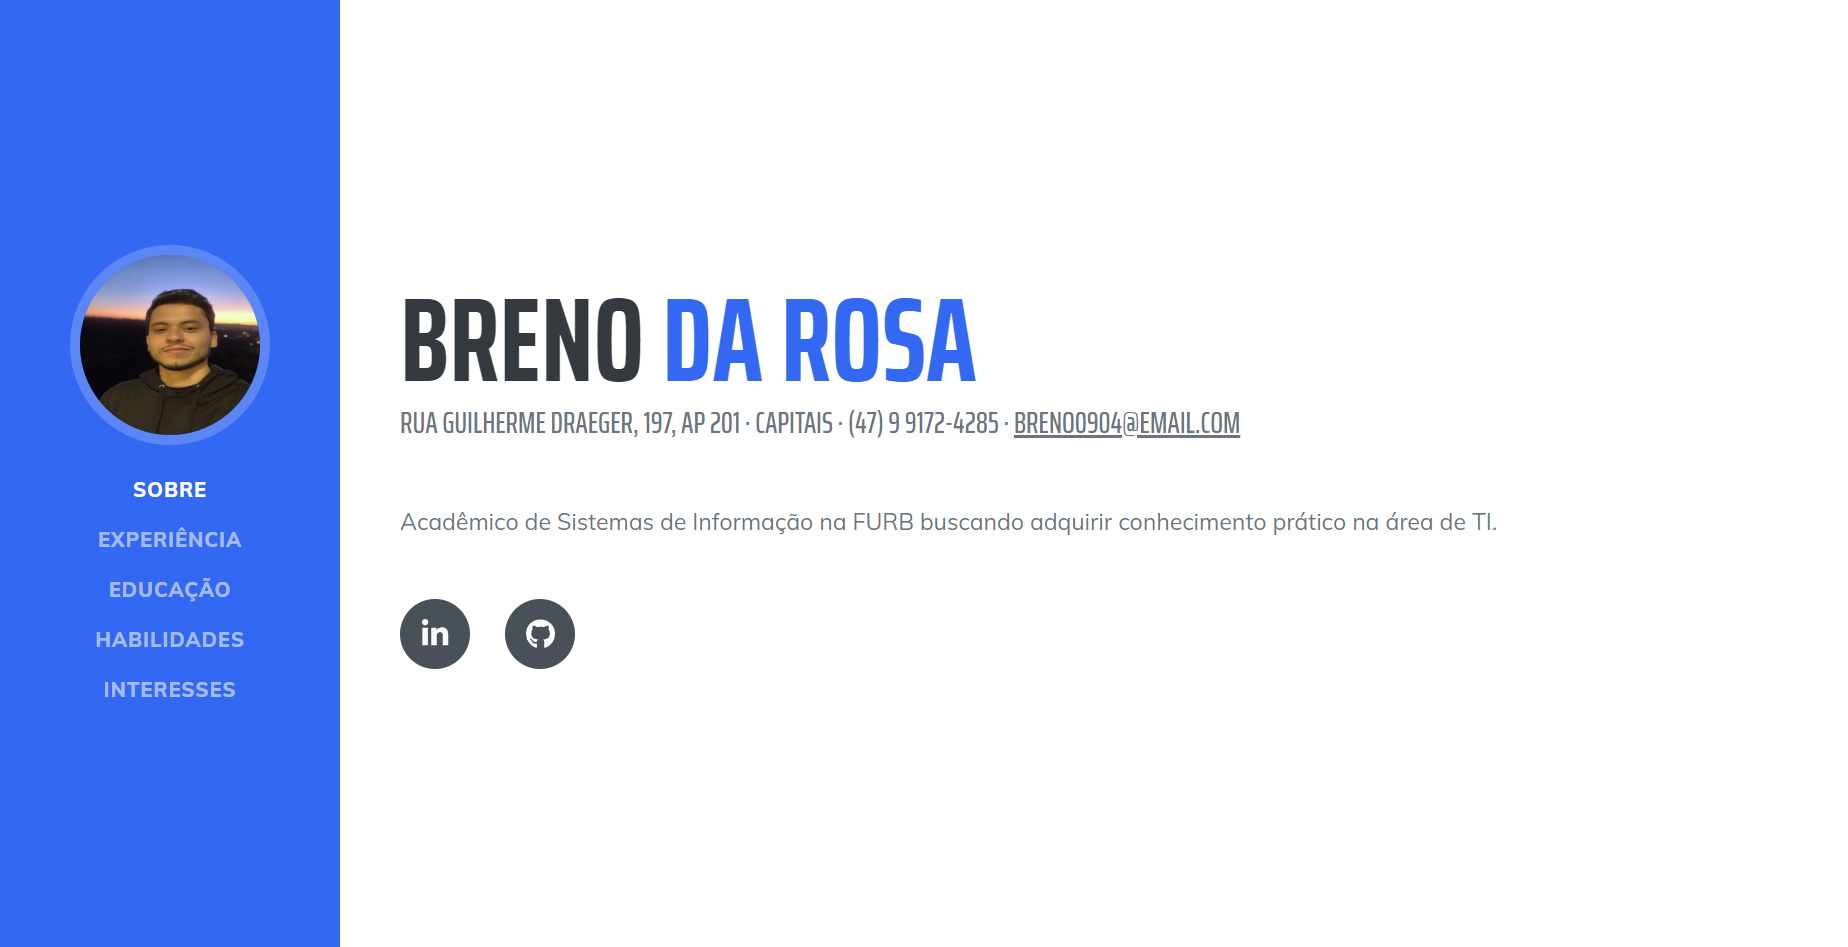 SOBRE
EXPERIÊNCIA
EDUCAÇÃO
HABILIDADES
INTERESSES
BRENO DA ROSA
RUA GUILHERME DRAEGER, 197, AP 201 · CAPITAIS · (47) 9 9172-4285 · BRENO0904@EMAIL.COM
Acadêmico de Sistemas de Informação na FURB buscando adquirir conhecimento prático na área de TI.
in